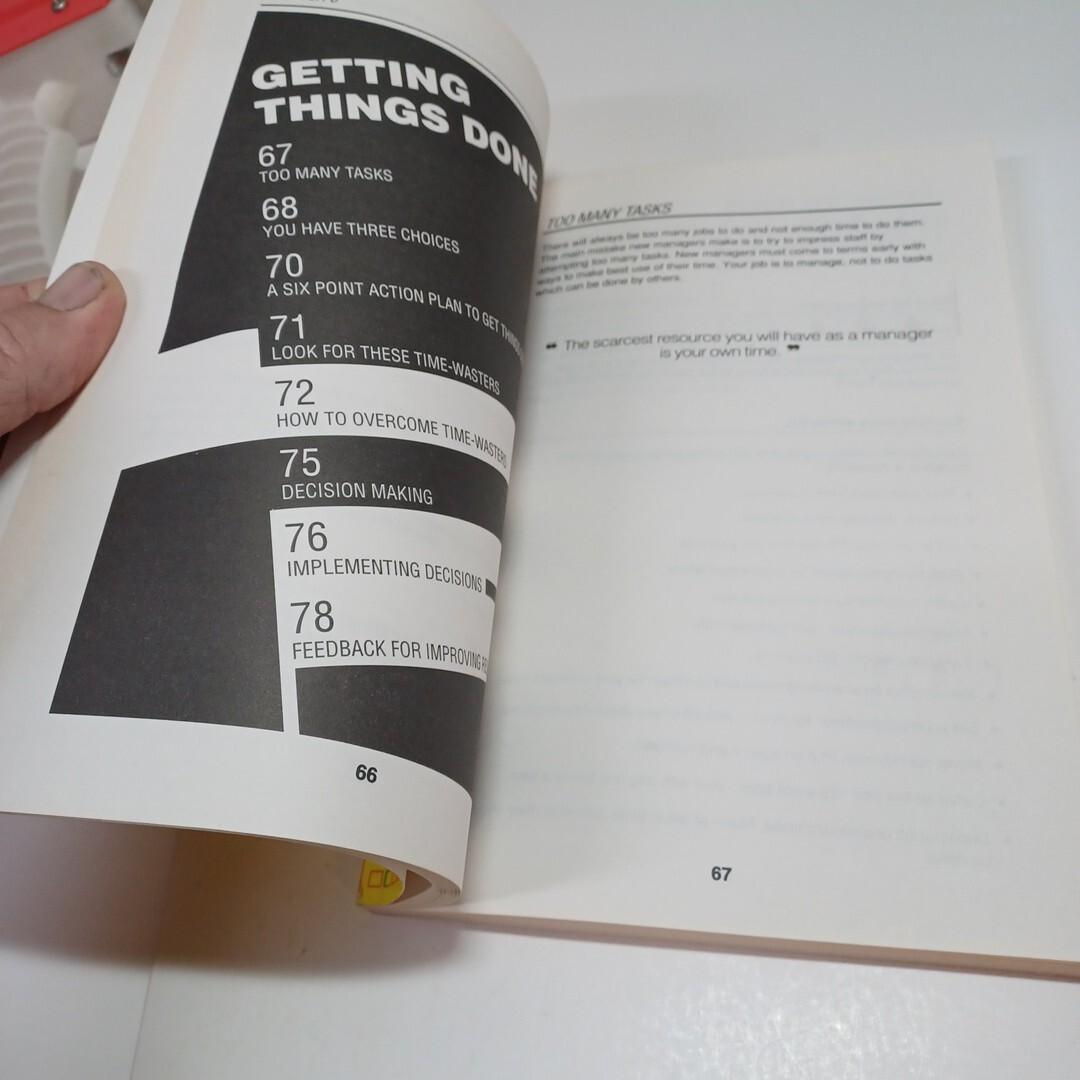 GETTING
THINGS DONE
67
TOO MANY TASKS
68
YOU HAVE THREE CHOICES
70
A SIX POINT ACTION PLAN TO GET THINGS
71
LOOK FOR THESE TIME-WASTERS
72
HOW TO OVERCOME TIME-WASTERS
75
DECISION MAKING
76
IMPLEMENTING DECISIONS
78
FEEDBACK FOR IMPROVING
66
TOO MANY TASKS
There will always be too many jobs to do and not enough time to do them.
The main mistake new managers make is to try to impress staff by
attempting too many tasks. New managers must come to terms early with
ways to make best use of their time. Your job is to manage, not to do tasks
which can be done by others.
❝ The scarcest resource you will have as a manager
is your own time. ❞
67